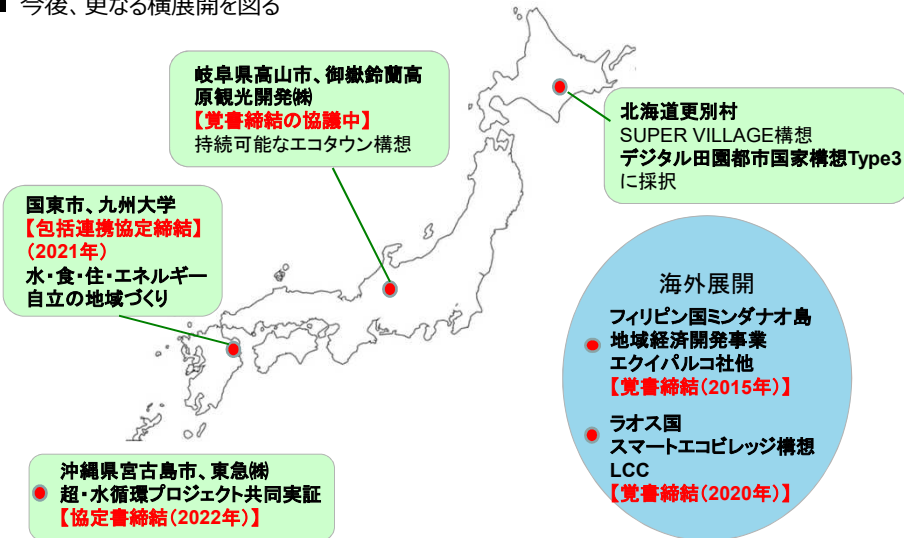 今後、更なる横展開を図る
岐阜県高山市、御嶽鈴蘭高
原観光開発㈱
【覚書締結の協議中】
持続可能なエコタウン構想
北海道更別村
SUPER VILLAGE構想
デジタル田園都市国家構想Type3
に採択
国東市、九州大学
【包括連携協定締結】
(2021年)
水・食・住・エネルギー
自立の地域づくり
海外展開
フィリピン国ミンダナオ島
地域経済開発事業
エクイパルコ社他
【覚書締結(2015年)】
ラオス国
スマートエコビレッジ構想
LCC
【覚書締結(2020年)】
沖縄県宮古島市、東急㈱
超・水循環プロジェクト共同実証
【協定書締結(2022年)】